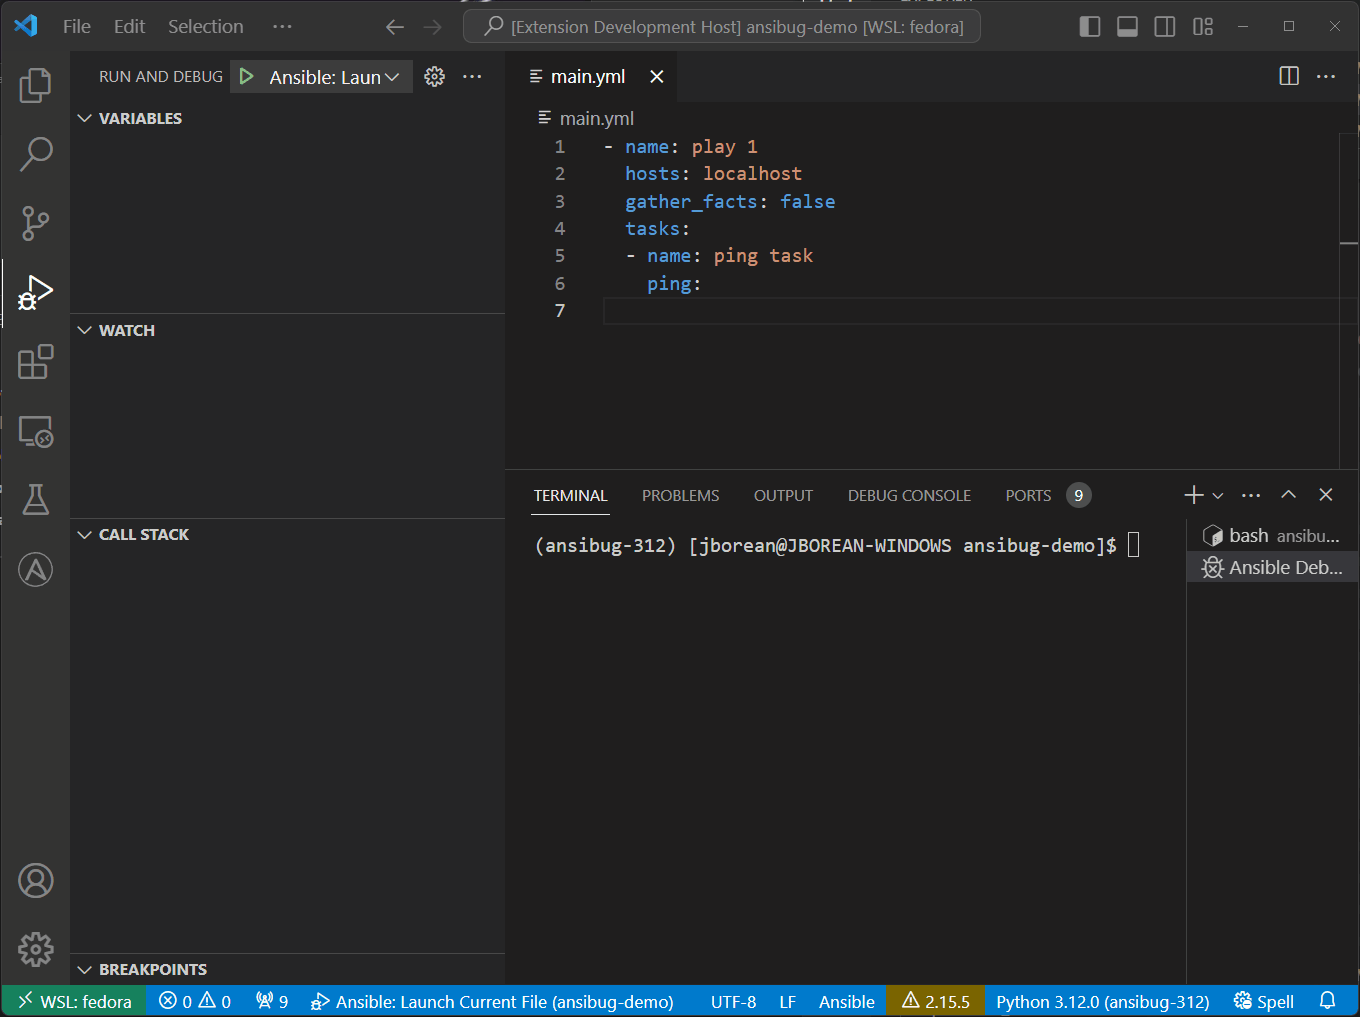 File Edit Selection ··· [Extension Development Host] ansibug-demo [WSL: fedora]
RUN AND DEBUG Ansible: Laun
VARIABLES
WATCH
CALL STACK
BREAKPOINTS
main.yml
main.yml
1 - name: play 1
2 hosts: localhost
3 gather_facts: false
4 tasks:
5 - name: ping task
6 ping:
7
TERMINAL PROBLEMS OUTPUT DEBUG CONSOLE PORTS 9
(ansibug-312) [jborean@JBOREAN-WINDOWS ansibug-demo]$
bash ansibu...
Ansible Deb...
WSL: fedora 0 0 9 Ansible: Launch Current File (ansibug-demo) UTF-8 LF Ansible 2.15.5 Python 3.12.0 (ansibug-312) Spell